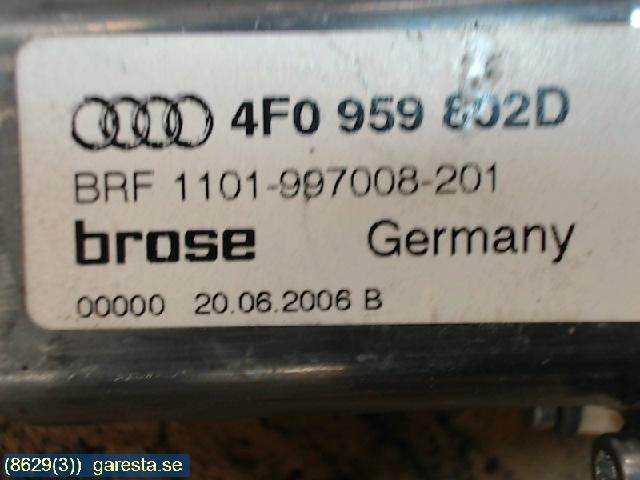 4F0 959 802D
BRF 1101-997008-201
brose Germany
00000 20.06.2006 B
(8629(3)) garesta.se